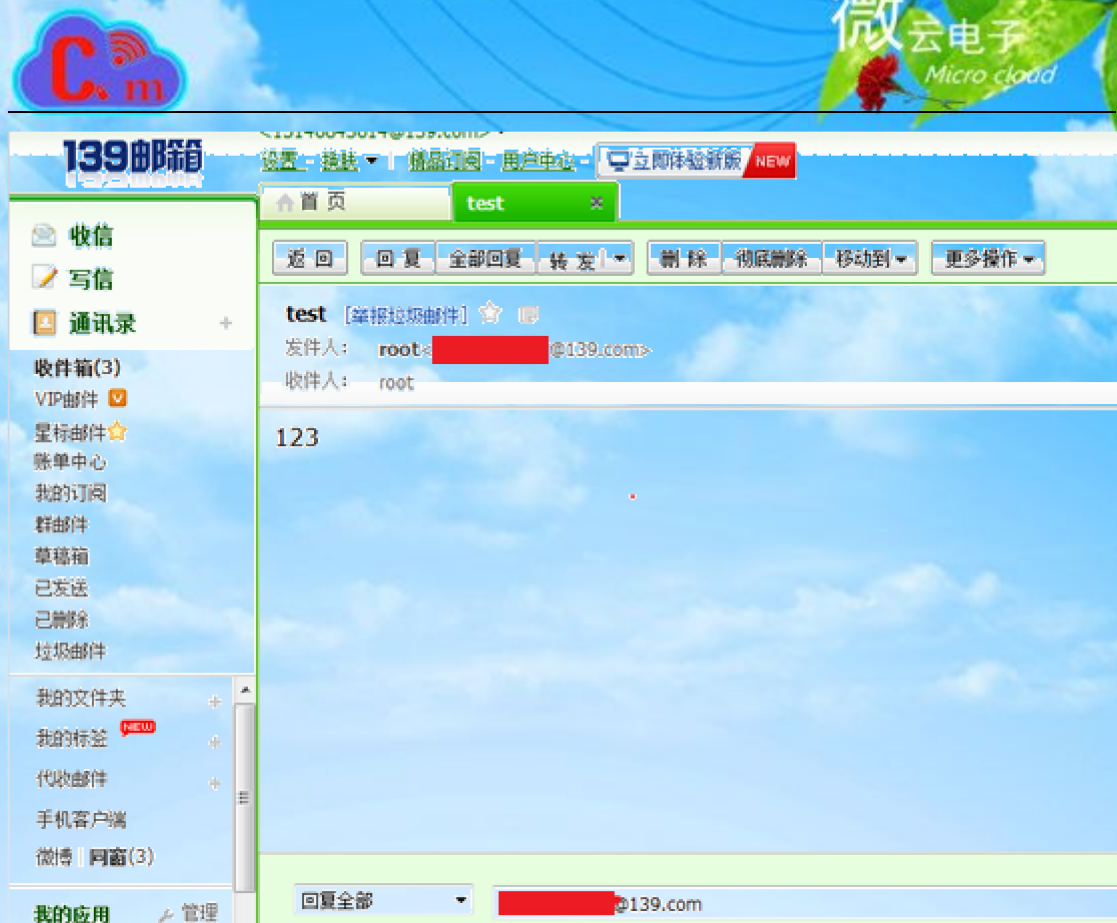 C.m
微云电子
Micro cloud
139邮箱
设置 - 换肤 | 精品订阅 - 用户中心 - 立即体验新版 NEW
首 页
test
收信
写信
通讯录
返 回
回 复
全部回复
转 发
删 除
彻底删除
移动到
更多操作
test [举报垃圾邮件]
发件人: root< @139.com>
收件人: root
123
收件箱(3)
VIP邮件
星标邮件
账单中心
我的订阅
群邮件
草稿箱
已发送
已删除
垃圾邮件
我的文件夹
我的标签 NEW
代收邮件
手机客户端
微博 | 同窗(3)
我的应用 管理
回复全部
@139.com